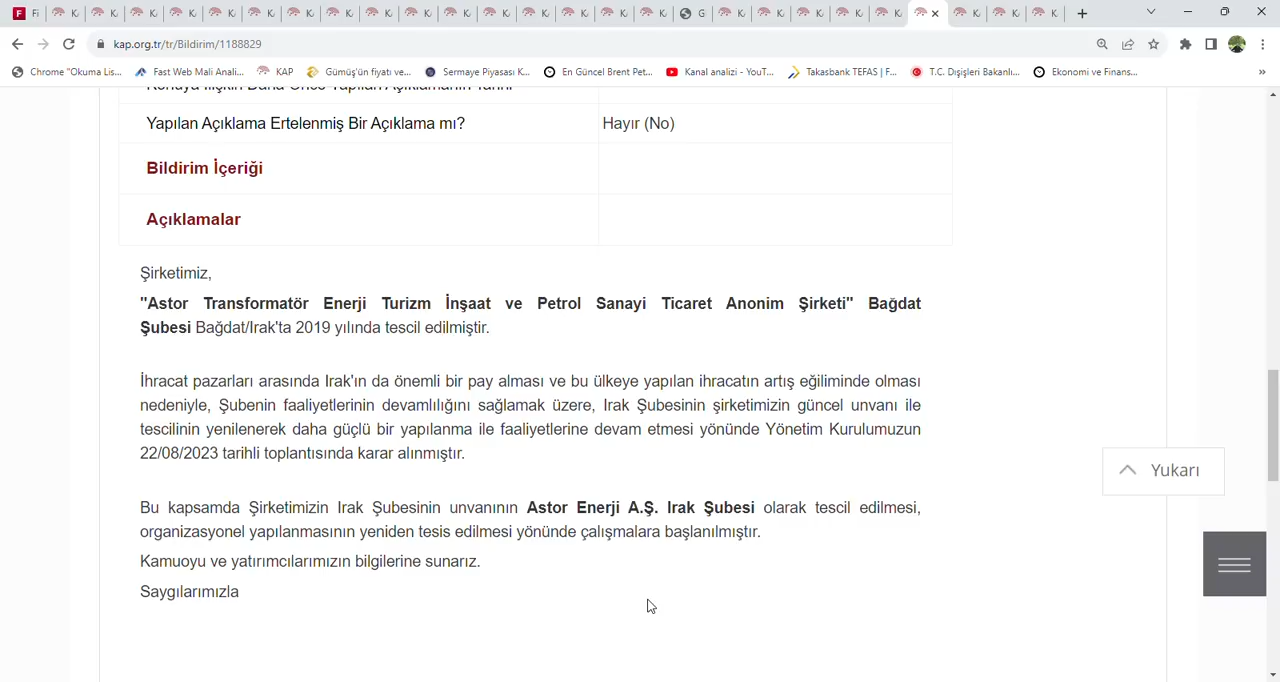 Fi
kap.org.tr/tr/Bildirim/1188829
Chrome "Okuma Lis...
Fast Web Mali Anali...
KAP
Gümüş'ün fiyatı ve...
Sermaye Piyasası K...
En Güncel Brent Pet...
Kanal analizi - YouT...
Takasbank TEFAS | F...
T.C. Dışişleri Bakanlı...
Ekonomi ve Finans...
Yapılan Açıklama Ertelenmiş Bir Açıklama mı? Hayır (No)
Bildirim İçeriği
Açıklamalar
Şirketimiz,
"Astor Transformatör Enerji Turizm İnşaat ve Petrol Sanayi Ticaret Anonim Şirketi" Bağdat
Şubesi Bağdat/Irak'ta 2019 yılında tescil edilmiştir.
İhracat pazarları arasında Irak'ın da önemli bir pay alması ve bu ülkeye yapılan ihracatın artış eğiliminde olması
nedeniyle, Şubenin faaliyetlerinin devamlılığını sağlamak üzere, Irak Şubesinin şirketimizin güncel unvanı ile
tescilinin yenilenerek daha güçlü bir yapılanma ile faaliyetlerine devam etmesi yönünde Yönetim Kurulumuzun
22/08/2023 tarihli toplantısında karar alınmıştır.
Bu kapsamda Şirketimizin Irak Şubesinin unvanının Astor Enerji A.Ş. Irak Şubesi olarak tescil edilmesi,
organizasyonel yapılanmasının yeniden tesis edilmesi yönünde çalışmalara başlanılmıştır.
Kamuoyu ve yatırımcılarımızın bilgilerine sunarız.
Saygılarımızla
Yukarı